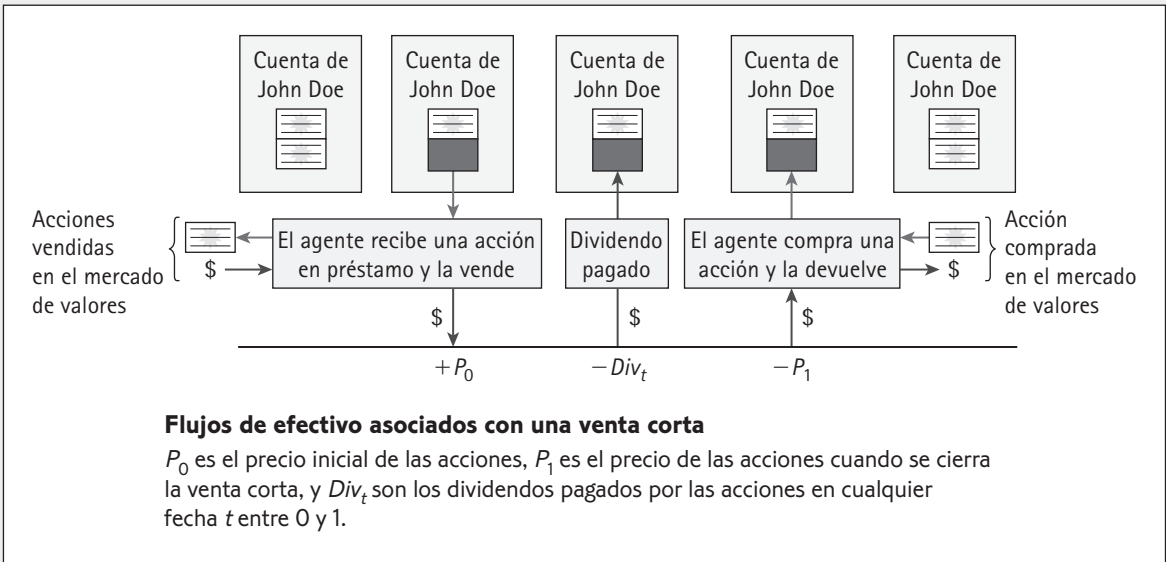 Cuenta de
John Doe
Cuenta de
John Doe
Cuenta de
John Doe
Cuenta de
John Doe
Cuenta de
John Doe
Acciones
vendidas
en el mercado
de valores
$
El agente recibe una acción
en préstamo y la vende
Dividendo
pagado
El agente compra una
acción y la devuelve
$
Acción
comprada
en el mercado
de valores
$
$
$
+P₀
−Divₜ
−P₁
Flujos de efectivo asociados con una venta corta
P₀ es el precio inicial de las acciones, P₁ es el precio de las acciones cuando se cierra
la venta corta, y Divₜ son los dividendos pagados por las acciones en cualquier
fecha t entre 0 y 1.